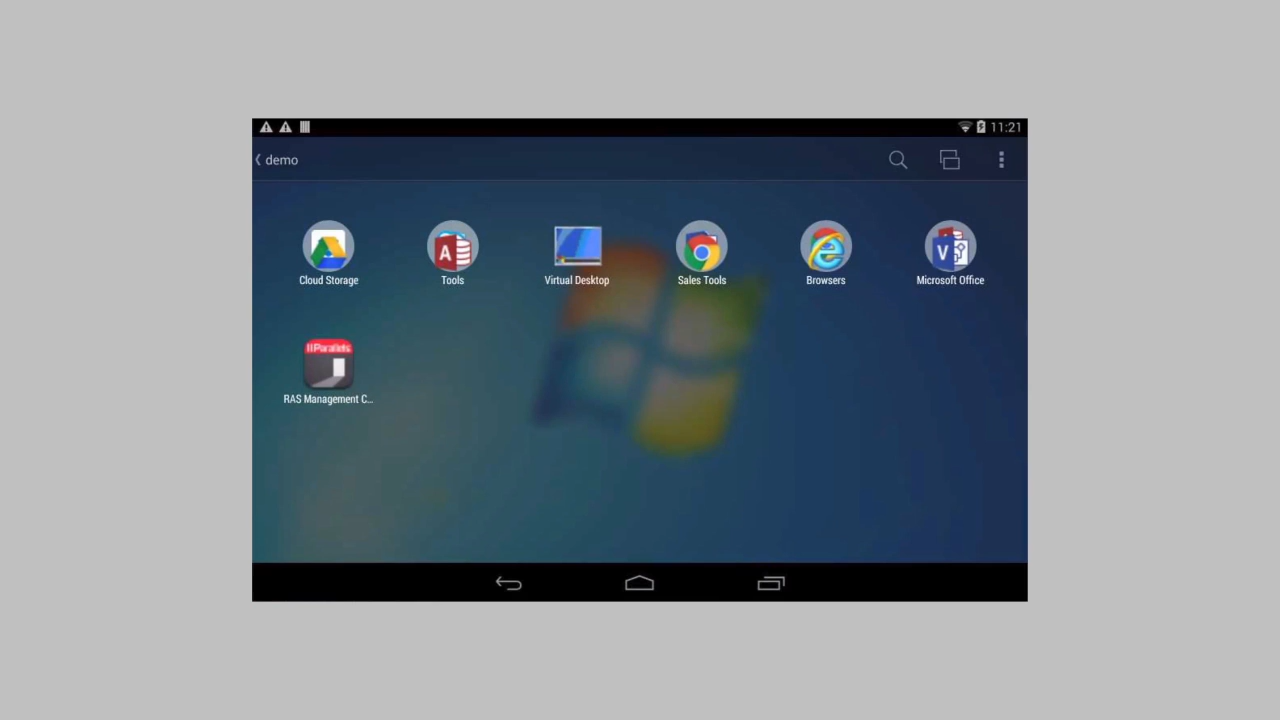 11:21
demo
Cloud Storage
Tools
Virtual Desktop
Sales Tools
Browsers
Microsoft Office
A
V
Parallels
RAS Management C...